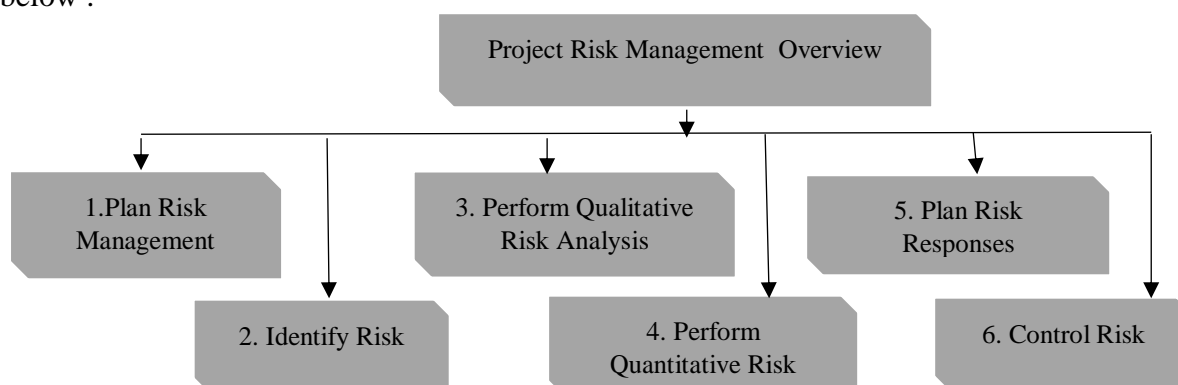 below :
Project Risk Management Overview
1.Plan Risk
Management
2. Identify Risk
3. Perform Qualitative
Risk Analysis
4. Perform
Quantitative Risk
5. Plan Risk
Responses
6. Control Risk